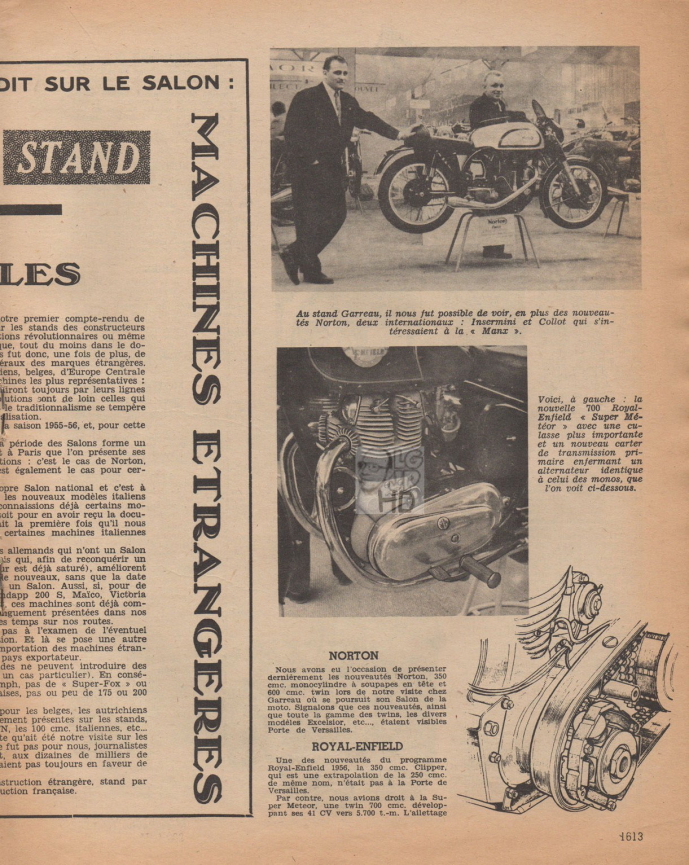 DIT SUR LE SALON :
STAND
LES
MACHINES ETRANGERES
otre premier compte-rendu de
r les stands des constructeurs
tions révolutionnaires ou même
que, tout du moins dans le do-
s fut donc, une fois de plus, de
éraux des marques étrangères.
iens, belges, d'Europe Centrale
chines les plus représentatives :
uiront toujours par leurs lignes
lutions sont de loin celles qui
le traditionnalisme se tempère
ilisation.
a saison 1955-56, et, pour cette
a période des Salons forme un
t à Paris que l'on présente ses
tions : c'est le cas de Norton,
est également le cas pour cer-
opre Salon national et c'est à
les nouveaux modèles italiens
connaissions déjà certains mo-
soit pour en avoir reçu la docu-
ait la première fois qu'il nous
certaines machines italiennes
s allemands qui n'ont un Salon
uis qui, afin de reconquérir un
ur est déjà saturé), améliorent
de nouveaux, sans que la date
un Salon. Aussi, si, pour de
ndapp 200 S, Maïco, Victoria
, ces machines sont déjà com-
nguement présentées dans nos
es temps sur nos routes.
pas à l'examen de l'éventuel
ion. Et là se pose une autre
mportation des machines étran-
pays exportateur.
des ne peuvent introduire des
un cas particulier). En consé-
mph, pas de « Super-Fox » ou
aises, pas ou peu de 175 ou 200
pour les belges, les autrichiens
ement présentes sur les stands,
N, les 100 cmc. italiennes, etc...
te qu'ait été notre visite sur les
e fut pas pour nous, journalistes
t, aux dizaines de milliers de
aient pas toujours en faveur de
nstruction étrangère, stand par
uction française.
Norton
Au stand Garreau, il nous fut possible de voir, en plus des nouveau-
tés Norton, deux internationaux : Insermini et Collot qui s'in-
téressaient à la « Manx ».
Voici, à gauche : la
nouvelle 700 Royal-
Enfield « Super Mé-
téor » avec une cu-
lasse plus importante
et un nouveau carter
de transmission pri-
maire enfermant un
alternateur identique
à celui des monos, que
l'on voit ci-dessous.
HD
NORTON
Nous avons eu l'occasion de présenter
dernièrement les nouveautés Norton, 350
cmc. monocylindre à soupapes en tête et
600 cmc. twin lors de notre visite chez
Garreau où se poursuit son Salon de la
moto. Signalons que ces nouveautés, ainsi
que toute la gamme des twins, les divers
modèles Excelsior, etc..., étaient visibles
Porte de Versailles.
ROYAL-ENFIELD
Une des nouveautés du programme
Royal-Enfield 1956, la 350 cmc. Clipper,
qui est une extrapolation de la 250 cmc.
de même nom, n'était pas à la Porte de
Versailles.
Par contre, nous avions droit à la Su-
per Meteor, une twin 700 cmc. dévelop-
pant ses 41 CV vers 5.700 t.-m. L'allettage
1613